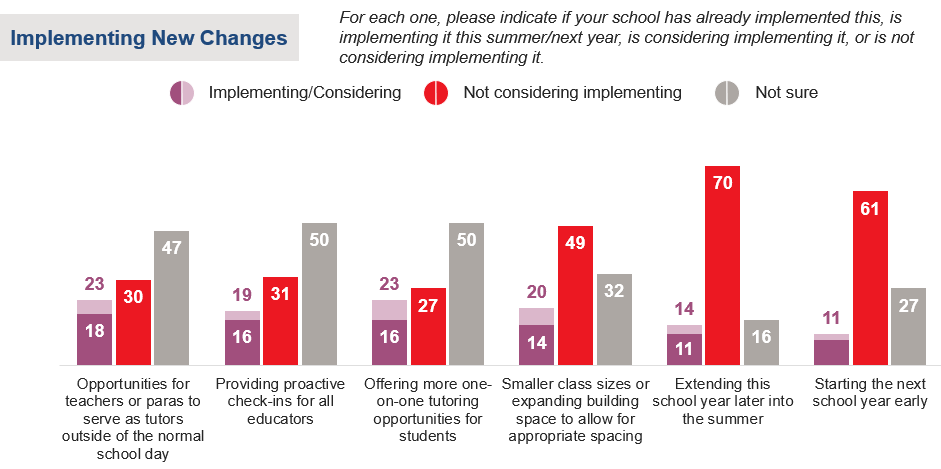 Implementing New Changes
For each one, please indicate if your school has already implemented this, is
implementing it this summer/next year, is considering implementing it, or is not
considering implementing it.
Implementing/Considering
Not considering implementing
Not sure
23
18
30
47
19
16
31
50
23
16
27
50
20
14
49
32
14
11
70
16
11
61
27
Opportunities for
teachers or paras to
serve as tutors
outside of the normal
school day
Providing proactive
check-ins for all
educators
Offering more one-
on-one tutoring
opportunities for
students
Smaller class sizes or
expanding building
space to allow for
appropriate spacing
Extending this
school year later into
the summer
Starting the next
school year early